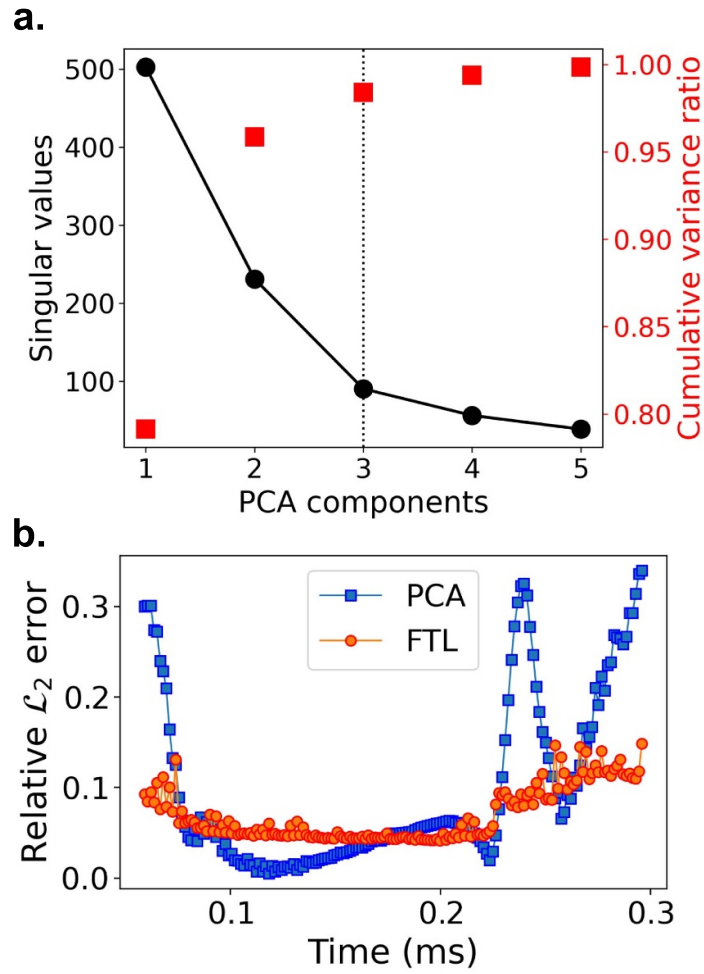 a.
500
400
300
200
100
Singular values
1.00
0.95
0.90
0.85
0.80
Cumulative variance ratio
1 2 3 4 5
PCA components
b.
0.3
0.2
0.1
0.0
Relative ℒ₂ error
PCA
FTL
0.1 0.2 0.3
Time (ms)